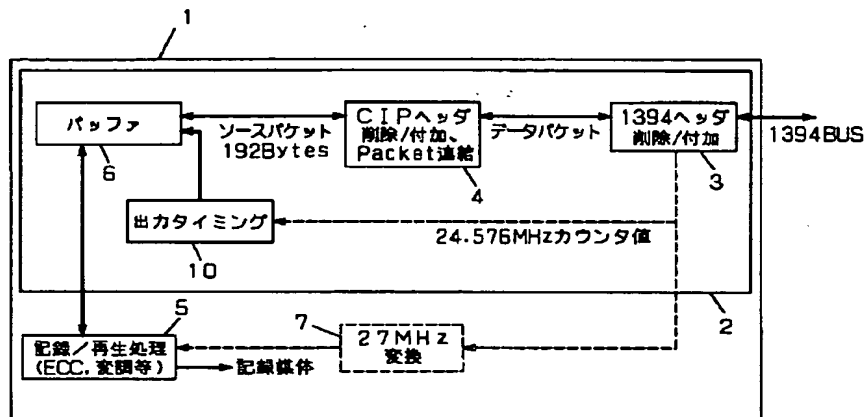 1
バッファ
6
ソースパケット
192Bytes
CIPヘッダ
削除/付加、
Packet連結
4
データパケット
1394ヘッダ
削除/付加
3
1394BUS
出力タイミング
10
24.576MHzカウンタ値
2
5
記録/再生処理
(ECC,変調等)
記録媒体
7
27MHz
変換